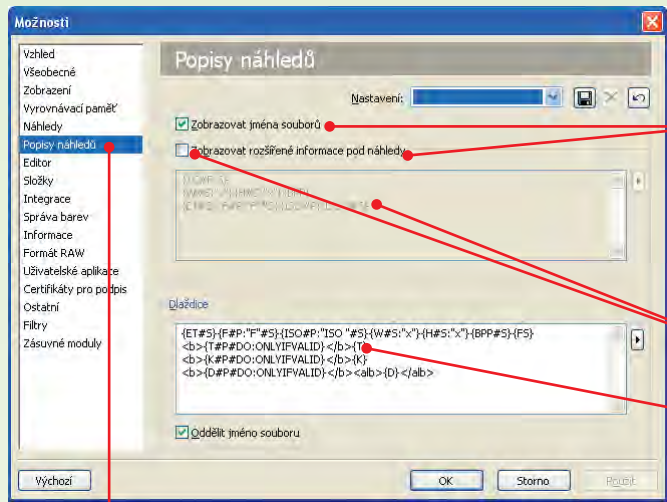 Možnosti
Vzhled
Všeobecné
Zobrazení
Vyrovnávací paměť
Náhledy
Popisy náhledů
Editor
Složky
Integrace
Správa barev
Informace
Formát RAW
Uživatelské aplikace
Certifikáty pro podpis
Ostatní
Filtry
Zásuvné moduly
Popisy náhledů
Nastavení:
Zobrazovat jména souborů
Zobrazovat rozšířené informace pod náhledy
Dlaždice
{ET#S}{F#P:"F"#S}{ISO#P:"ISO "#S}{W#S:"x"}{H#S:"x"}{BPP#S}{FS}
<b>{T#P#DO:ONLYIFVALID}</b>{T}
<b>{K#P#DO:ONLYIFVALID}</b>{K}
<b>{D#P#DO:ONLYIFVALID}</b><alb>{D}</alb>
Oddělit jméno souboru
Výchozí
OK
Storno
Použít